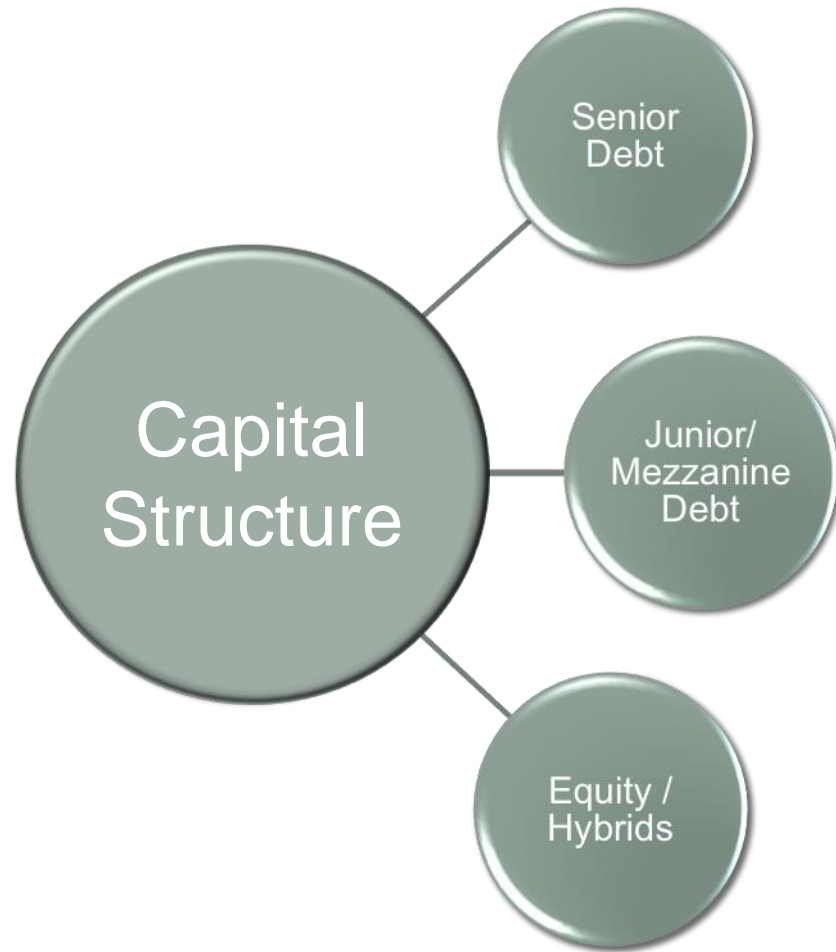 Capital
Structure
Senior
Debt
Junior/
Mezzanine
Debt
Equity /
Hybrids